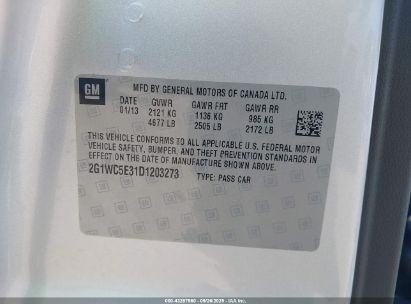 GM
MFD BY GENERAL MOTORS OF CANADA LTD.
DATE GVWR GAWR FRT GAWR RR
01/13 2121 KG 1136 KG 985 KG
4677 LB 2505 LB 2172 LB
THIS VEHICLE CONFORMS TO ALL APPLICABLE U.S. FEDERAL MOTOR
VEHICLE SAFETY, BUMPER, AND THEFT PREVENTION STANDARDS IN
EFFECT ON THE DATE OF MANUFACTURE SHOWN ABOVE.
2G1WC5E31D1203273 TYPE: PASS CAR